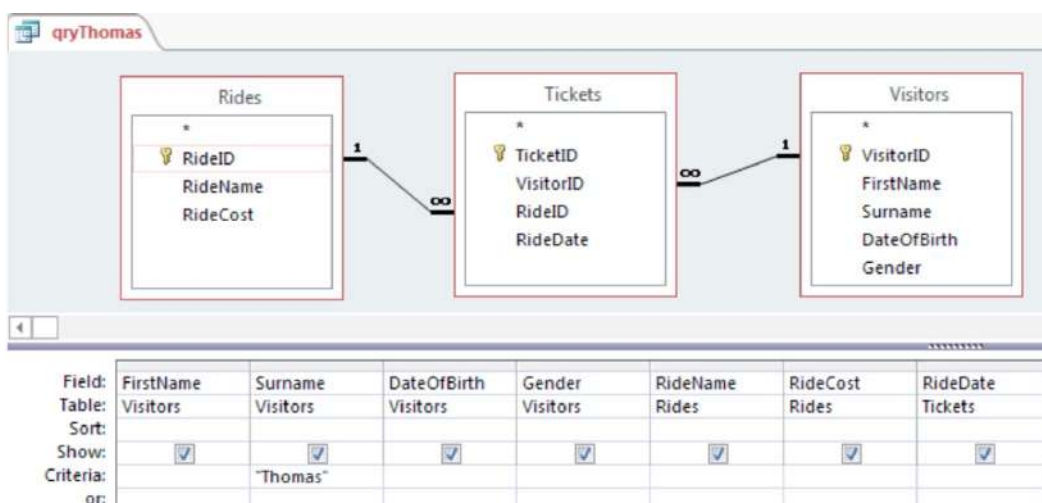 qryThomas
Rides
Tickets
Visitors
*
RideID
RideName
RideCost
1
∞
*
TicketID
VisitorID
RideID
RideDate
∞
1
*
VisitorID
FirstName
Surname
DateOfBirth
Gender
Field: FirstName Surname DateOfBirth Gender RideName RideCost RideDate
Table: Visitors Visitors Visitors Visitors Rides Rides Tickets
Sort:
Show:
Criteria: "Thomas"
or: